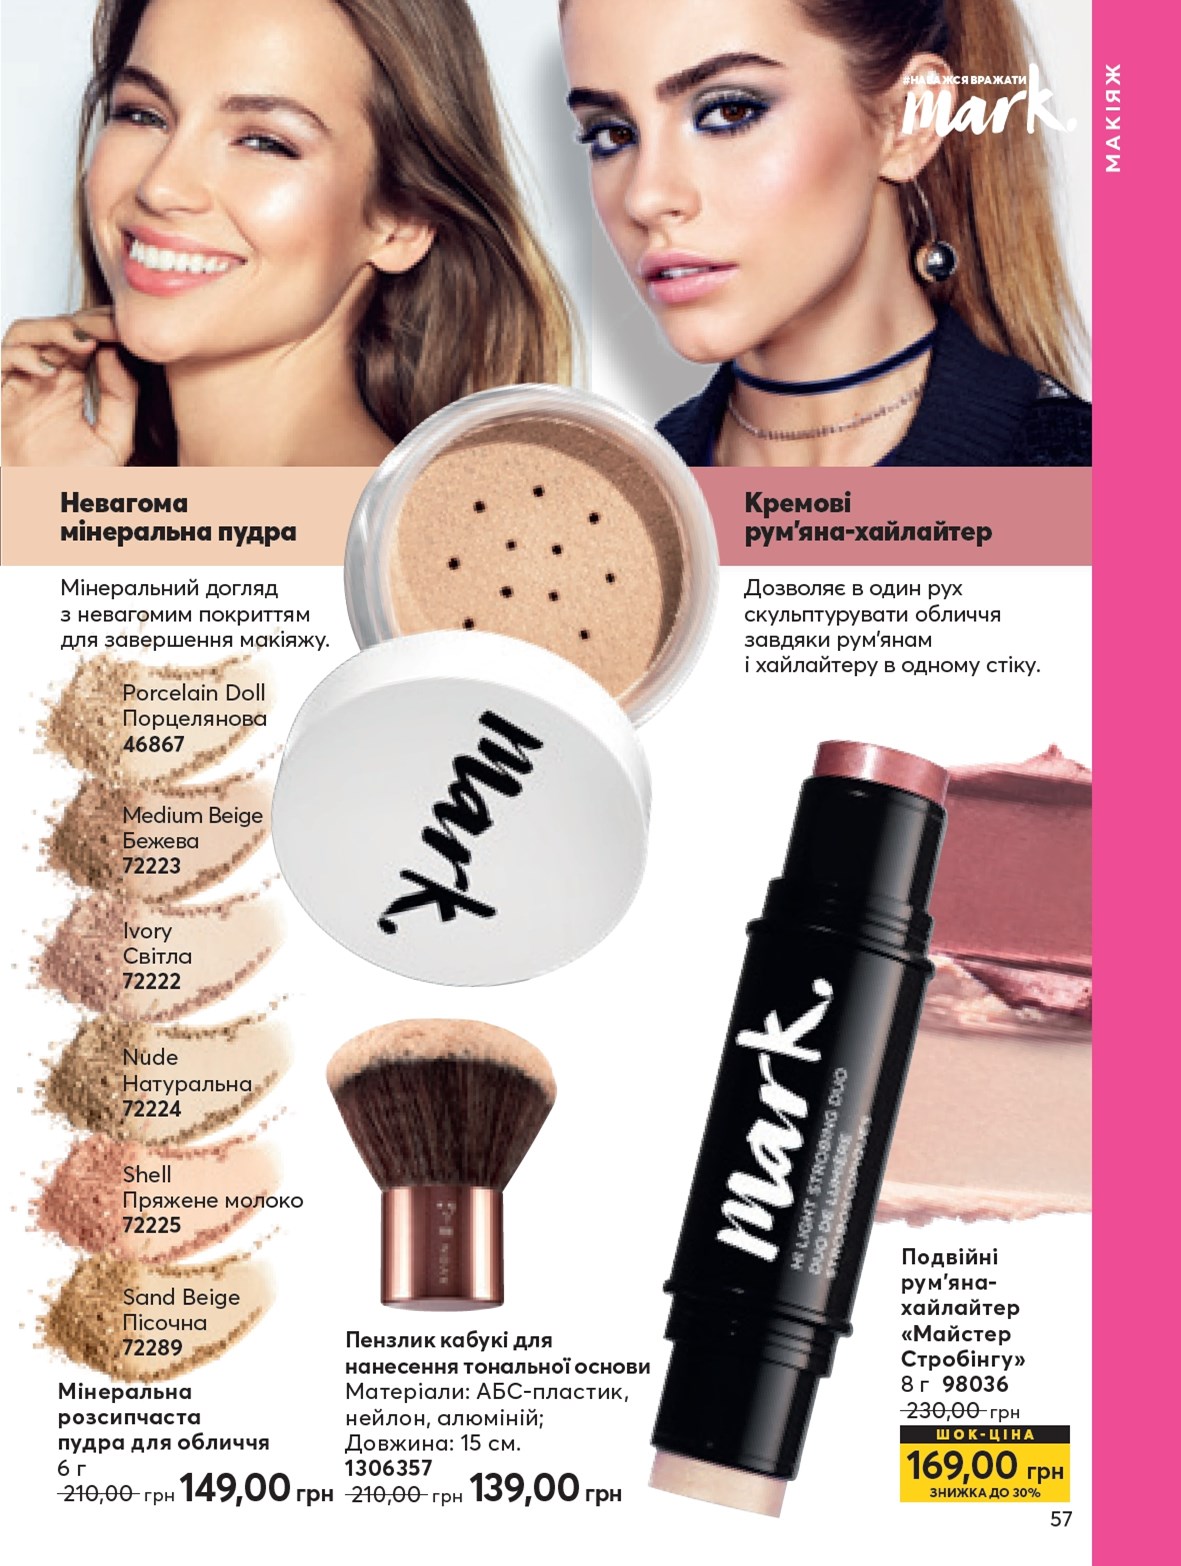 #НАВАЖСЯ ВРАЖАТИ
mark.
МАКІЯЖ
Невагома
мінеральна пудра
Мінеральний догляд
з невагомим покриттям
для завершення макіяжу.
Кремові
рум'яна-хайлайтер
Дозволяє в один рух
скульптурувати обличчя
завдяки рум'янам
і хайлайтеру в одному стіку.
Porcelain Doll
Порцелянова
46867
Medium Beige
Бежева
72223
Ivory
Світла
72222
Nude
Натуральна
72224
Shell
Пряжене молоко
72225
Sand Beige
Пісочна
72289
Мінеральна
розсипчаста
пудра для обличчя
6 г
210,00 грн 149,00 грн
mark.
Пензлик кабукі для
нанесення тональної основи
Матеріали: АБС-пластик,
нейлон, алюміній;
Довжина: 15 см.
1306357
210,00 грн 139,00 грн
mark.
HI LIGHT STROBING DUO
DUO DE LUMIÈRE
Подвійні
рум'яна-
хайлайтер
«Майстер
Стробінгу»
8 г 98036
230,00 грн
ШОК-ЦІНА
169,00 грн
ЗНИЖКА ДО 30%
57